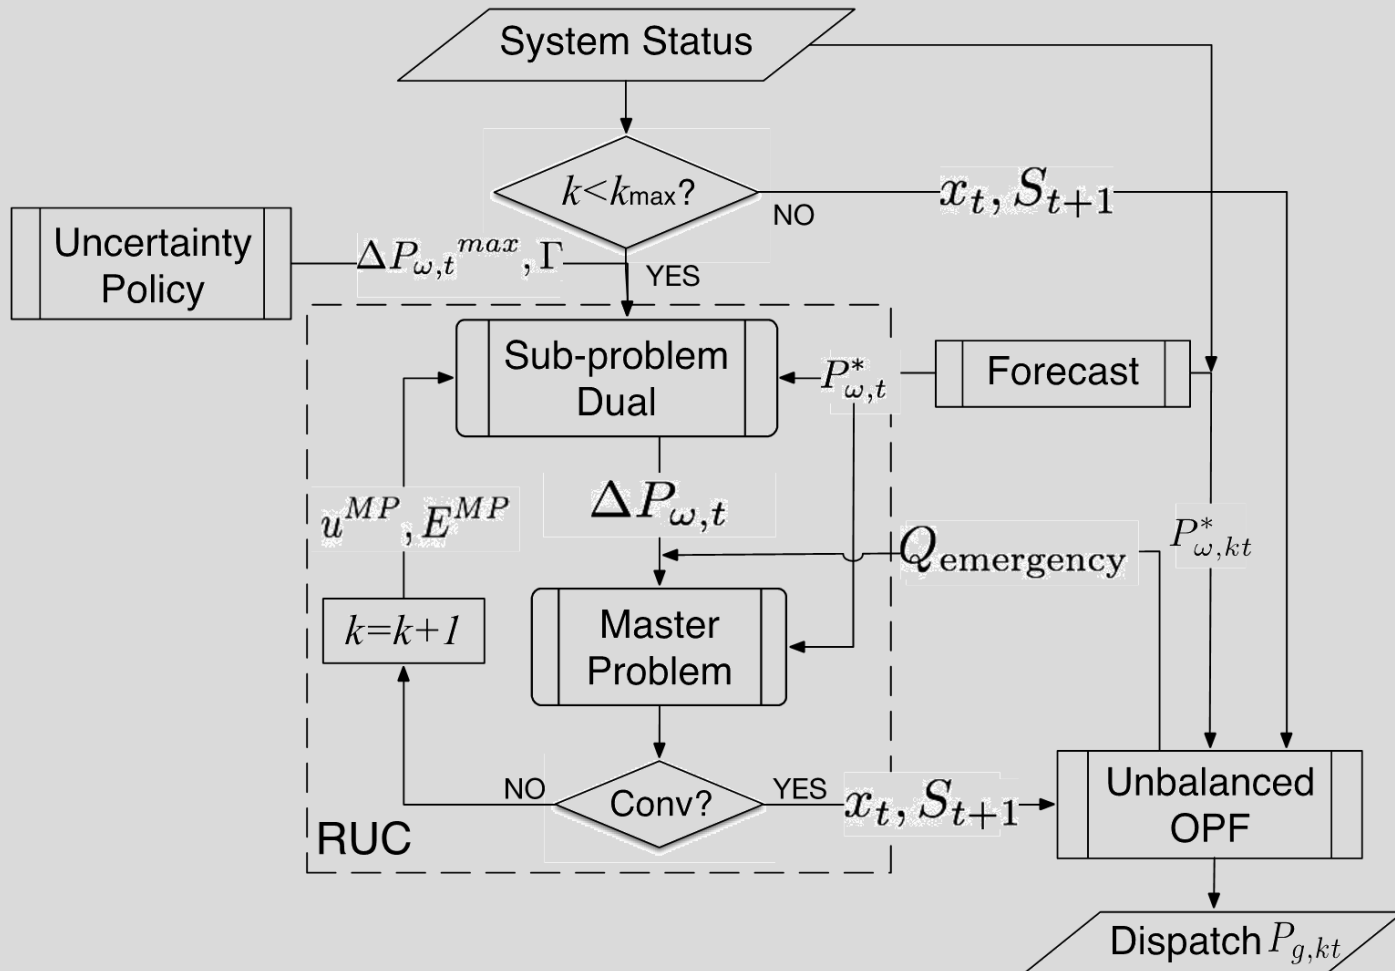 System Status
k<kmax?
NO
x_t, S_{t+1}
Uncertainty
Policy
ΔP_{ω,t}^{max}, Γ
YES
Sub-problem
Dual
P^*_{ω,t}
Forecast
u^{MP}, E^{MP}
ΔP_{ω,t}
Q_{emergency}
P^*_{ω,kt}
k=k+1
Master
Problem
NO
Conv?
YES
x_t, S_{t+1}
Unbalanced
OPF
RUC
Dispatch P_{g,kt}